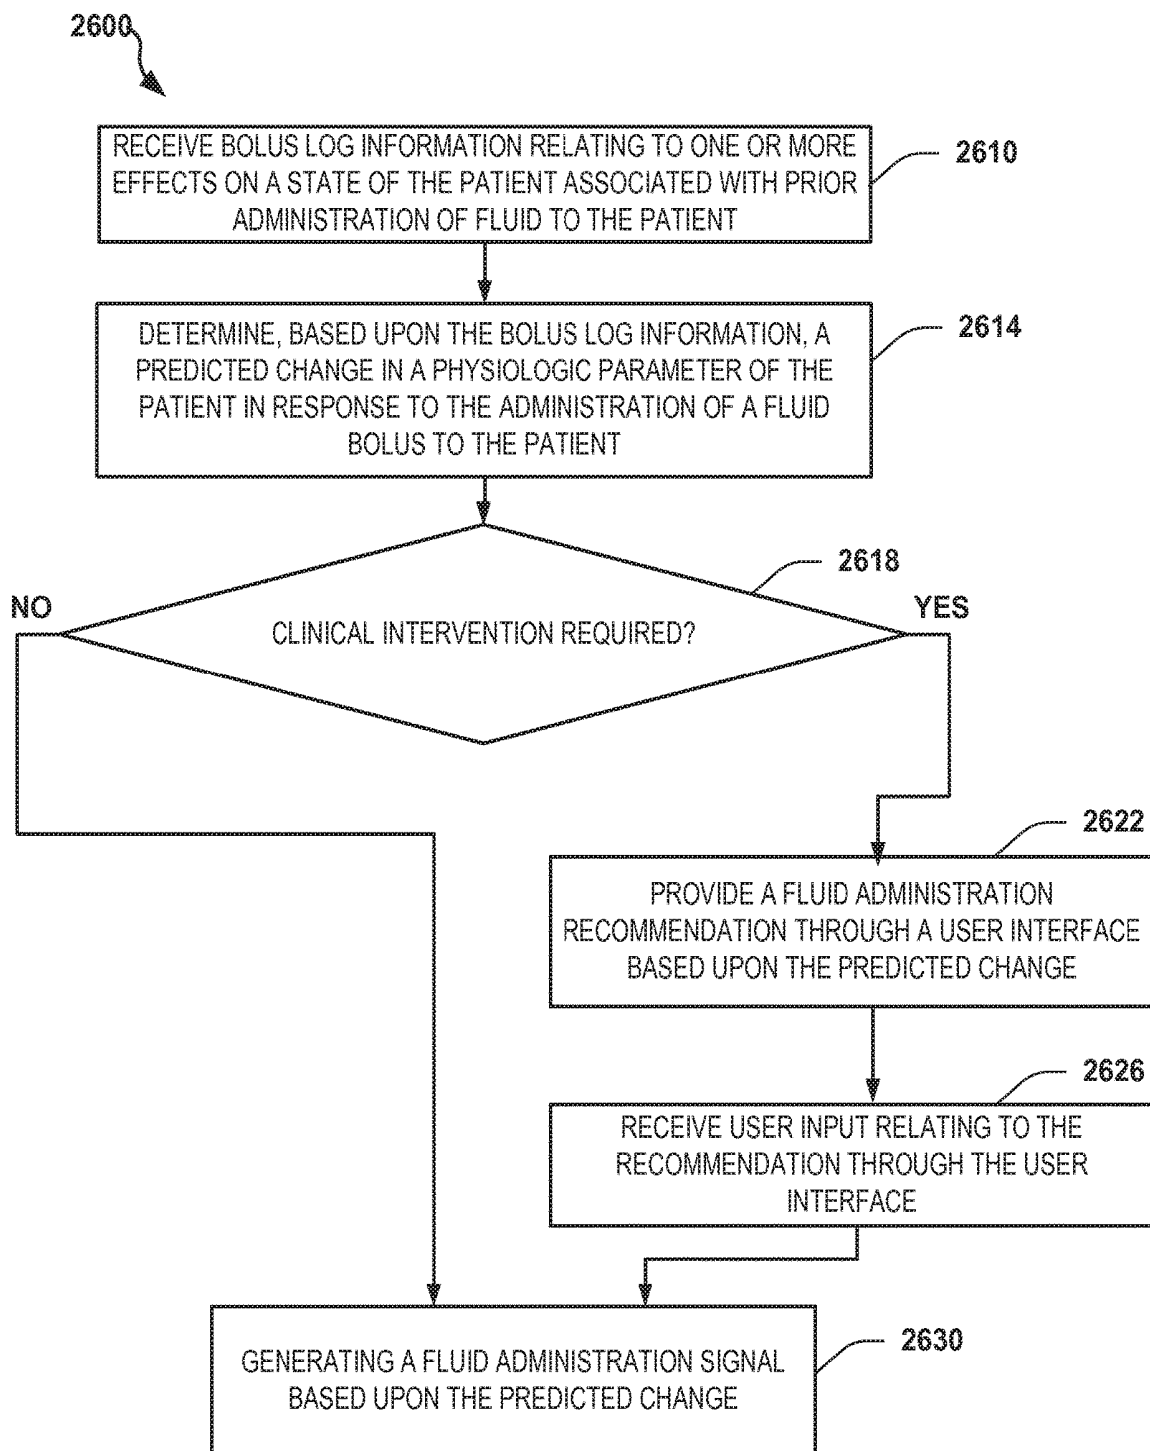 2600
RECEIVE BOLUS LOG INFORMATION RELATING TO ONE OR MORE
EFFECTS ON A STATE OF THE PATIENT ASSOCIATED WITH PRIOR
ADMINISTRATION OF FLUID TO THE PATIENT
2610
DETERMINE, BASED UPON THE BOLUS LOG INFORMATION, A
PREDICTED CHANGE IN A PHYSIOLOGIC PARAMETER OF THE
PATIENT IN RESPONSE TO THE ADMINISTRATION OF A FLUID
BOLUS TO THE PATIENT
2614
CLINICAL INTERVENTION REQUIRED?
2618
NO
YES
PROVIDE A FLUID ADMINISTRATION
RECOMMENDATION THROUGH A USER INTERFACE
BASED UPON THE PREDICTED CHANGE
2622
RECEIVE USER INPUT RELATING TO THE
RECOMMENDATION THROUGH THE USER
INTERFACE
2626
GENERATING A FLUID ADMINISTRATION SIGNAL
BASED UPON THE PREDICTED CHANGE
2630